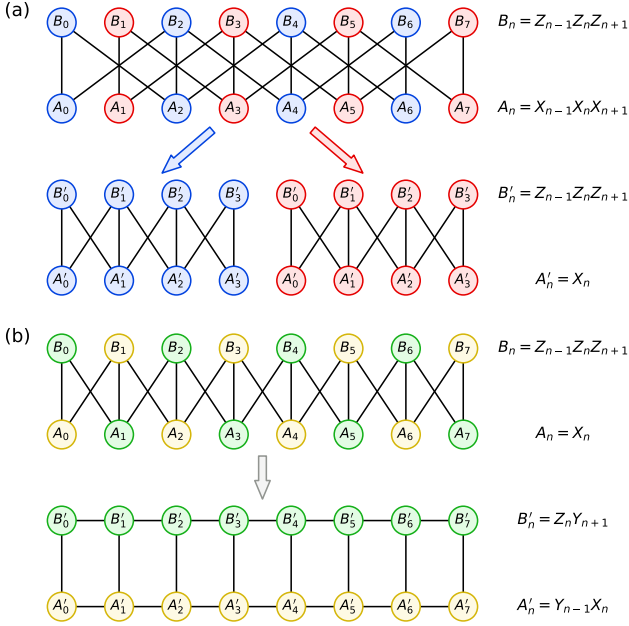 (a)
B₀ B₁ B₂ B₃ B₄ B₅ B₆ B₇ Bₙ = Zₙ₋₁ZₙZₙ₊₁
A₀ A₁ A₂ A₃ A₄ A₅ A₆ A₇ Aₙ = Xₙ₋₁XₙXₙ₊₁
B′₀ B′₁ B′₂ B′₃ B′₀ B′₁ B′₂ B′₃ B′ₙ = Zₙ₋₁ZₙZₙ₊₁
A′₀ A′₁ A′₂ A′₃ A′₀ A′₁ A′₂ A′₃ A′ₙ = Xₙ
(b)
B₀ B₁ B₂ B₃ B₄ B₅ B₆ B₇ Bₙ = Zₙ₋₁ZₙZₙ₊₁
A₀ A₁ A₂ A₃ A₄ A₅ A₆ A₇ Aₙ = Xₙ
B′₀ B′₁ B′₂ B′₃ B′₄ B′₅ B′₆ B′₇ B′ₙ = ZₙYₙ₊₁
A′₀ A′₁ A′₂ A′₃ A′₄ A′₅ A′₆ A′₇ A′ₙ = Yₙ₋₁Xₙ